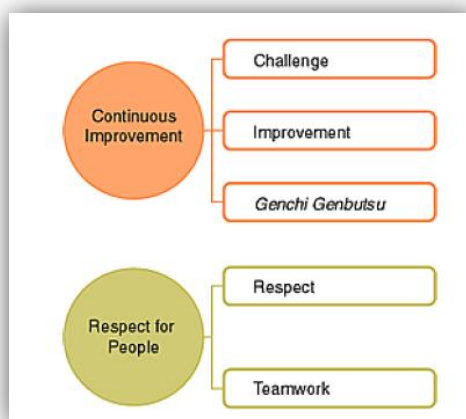 Continuous
Improvement
Challenge
Improvement
Genchi Genbutsu
Respect for
People
Respect
Teamwork